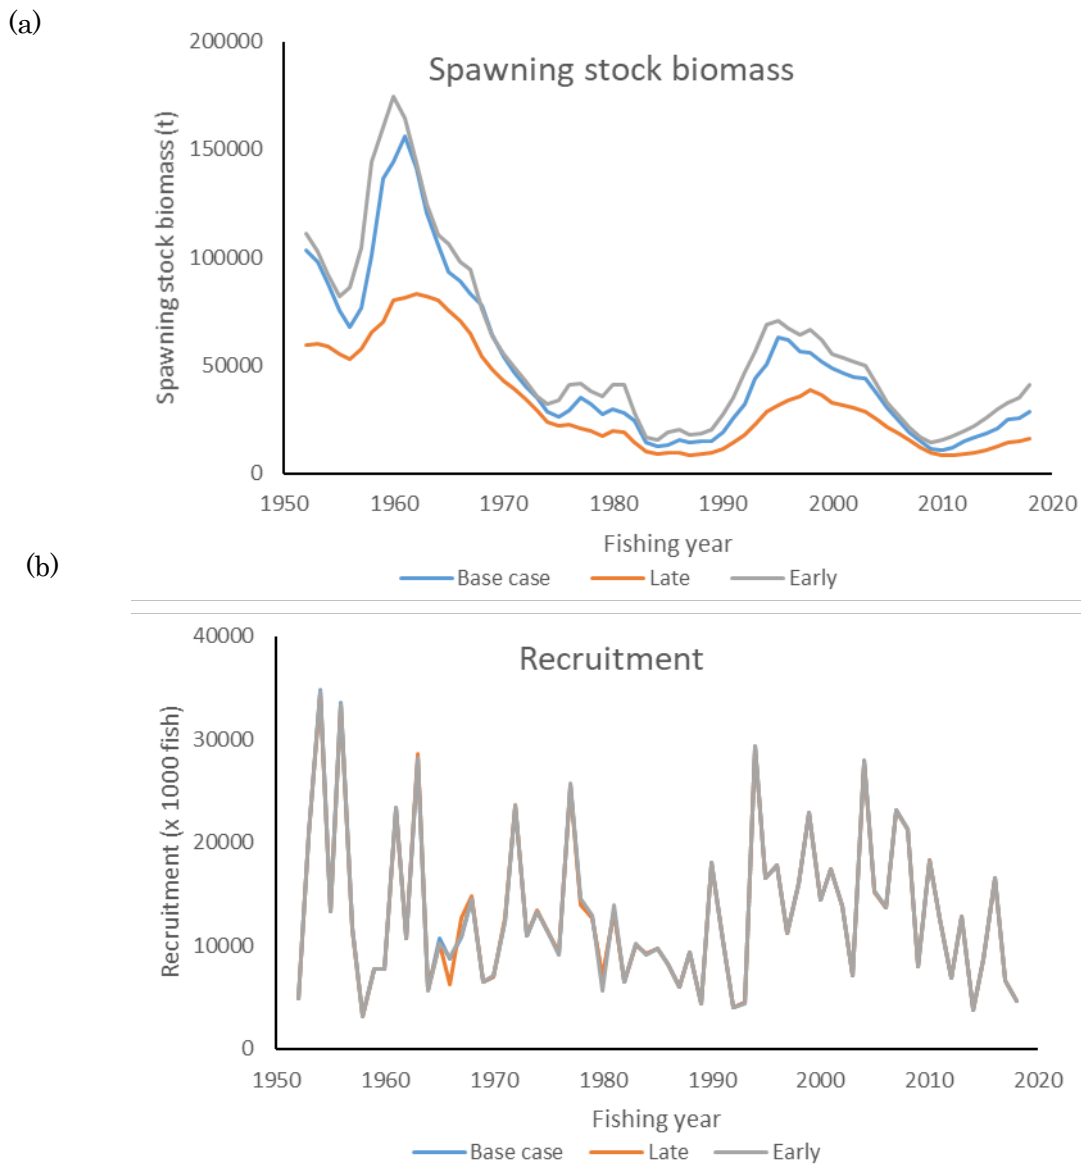 (a)
Spawning stock biomass
Spawning stock biomass (t)
200000
150000
100000
50000
0
1950 1960 1970 1980 1990 2000 2010 2020
Fishing year
Base case Late Early
(b)
Recruitment
Recruitment (x 1000 fish)
40000
30000
20000
10000
0
1950 1960 1970 1980 1990 2000 2010 2020
Fishing year
Base case Late Early